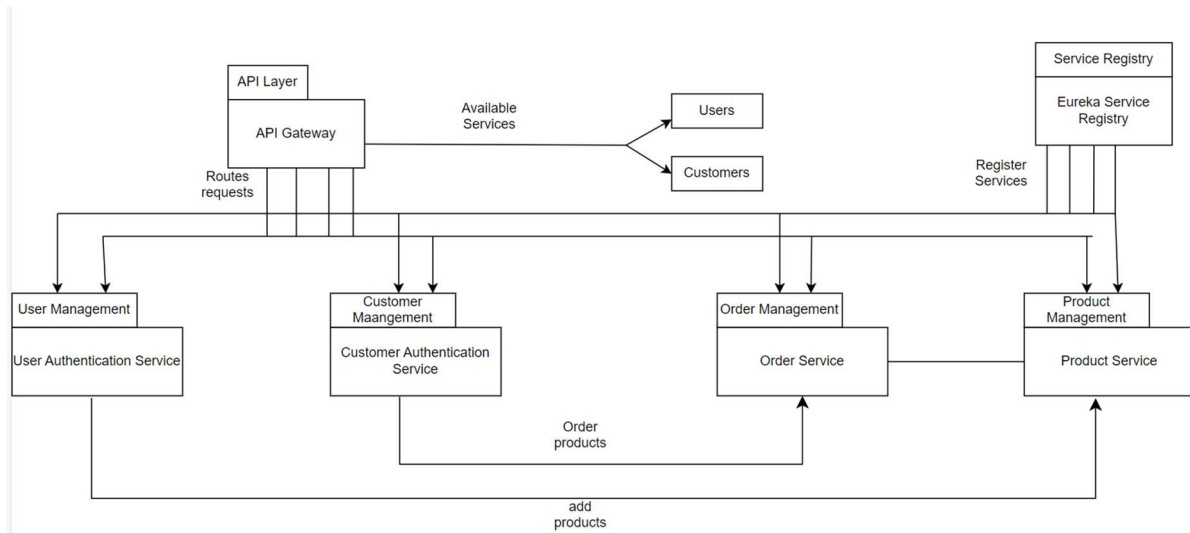 API Layer
API Gateway
Available
Services
Users
Customers
Service Registry
Eureka Service
Registry
Routes
requests
Register
Services
User Management
User Authentication Service
Customer
Maangement
Customer Authentication
Service
Order Management
Order Service
Product
Management
Product Service
Order
products
add
products